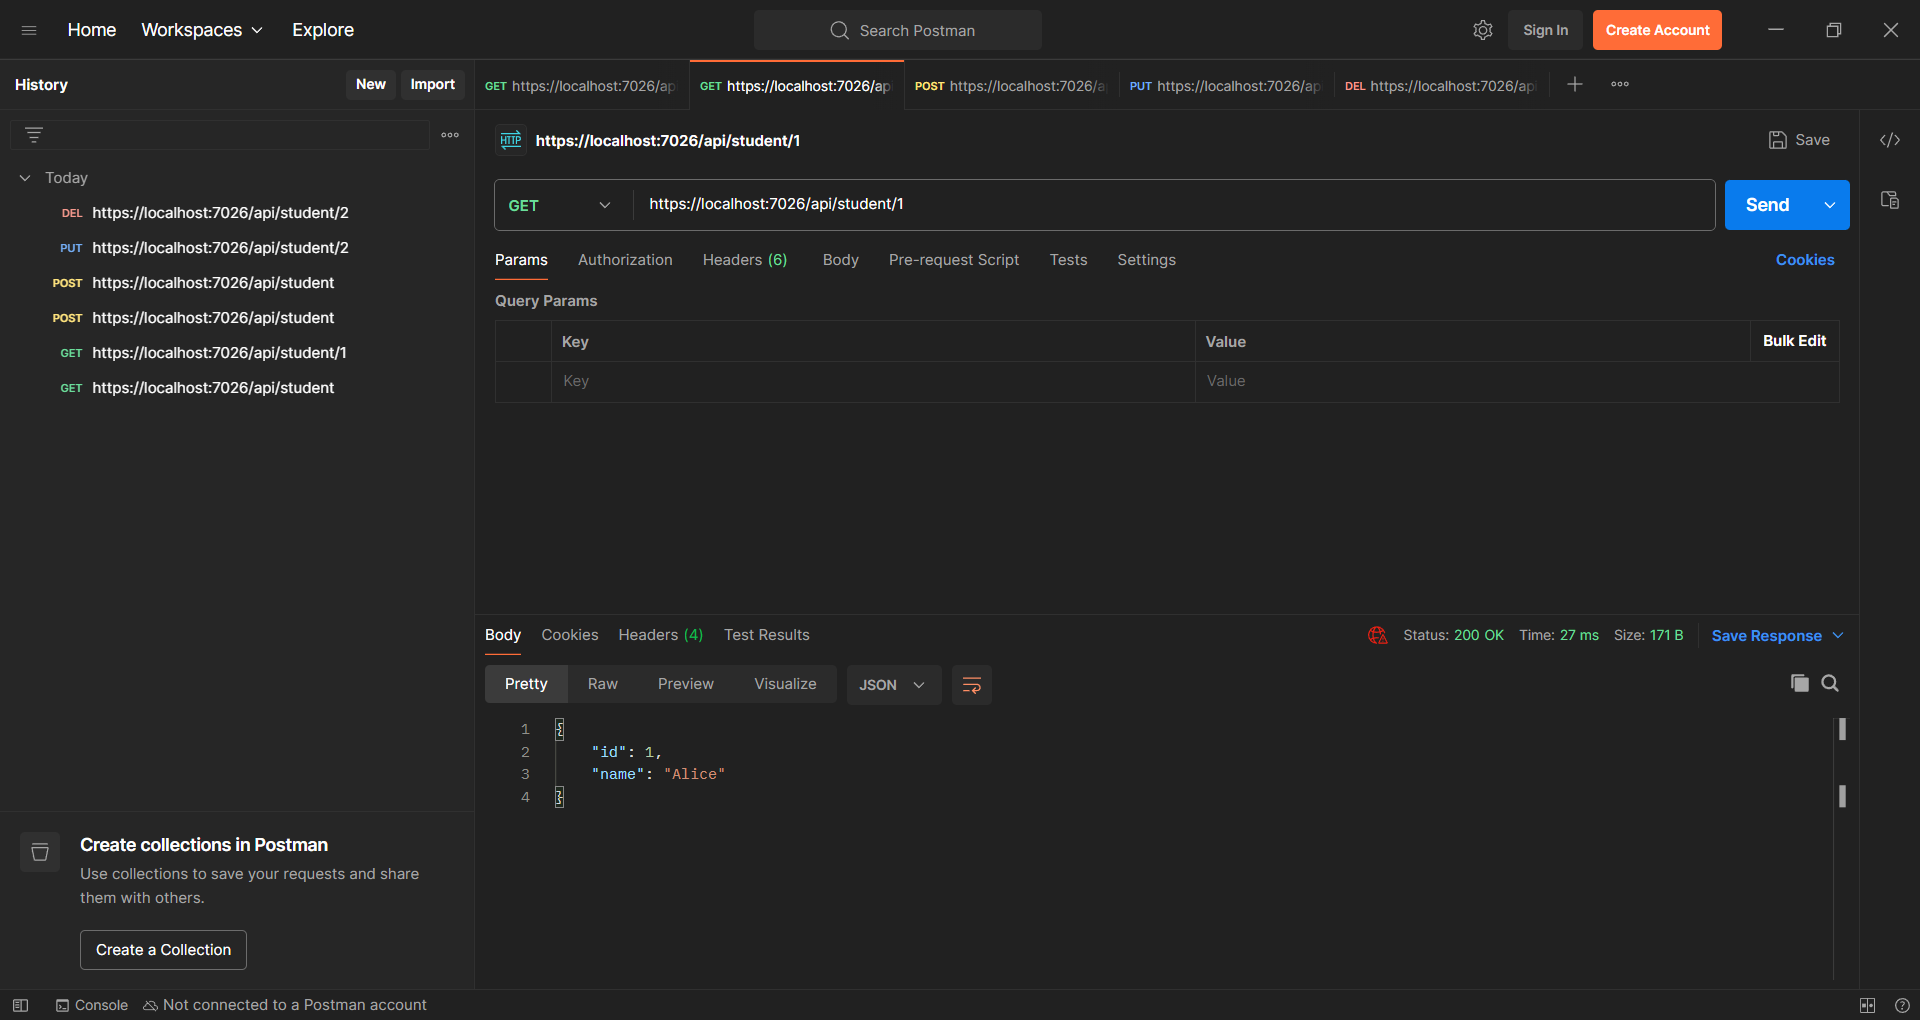 Home Workspaces Explore Search Postman Sign In Create Account
History New Import
GET https://localhost:7026/ap GET https://localhost:7026/ap POST https://localhost:7026/a PUT https://localhost:7026/ap DEL https://localhost:7026/ap
HTTP https://localhost:7026/api/student/1 Save
Today
DEL https://localhost:7026/api/student/2
PUT https://localhost:7026/api/student/2
POST https://localhost:7026/api/student
POST https://localhost:7026/api/student
GET https://localhost:7026/api/student/1
GET https://localhost:7026/api/student
GET https://localhost:7026/api/student/1 Send
Params Authorization Headers (6) Body Pre-request Script Tests Settings Cookies
Query Params
Key Value Bulk Edit
Key Value
Body Cookies Headers (4) Test Results Status: 200 OK Time: 27 ms Size: 171 B Save Response
Pretty Raw Preview Visualize JSON
1 {
2 "id": 1,
3 "name": "Alice"
4 }
Create collections in Postman
Use collections to save your requests and share
them with others.
Create a Collection
Console Not connected to a Postman account